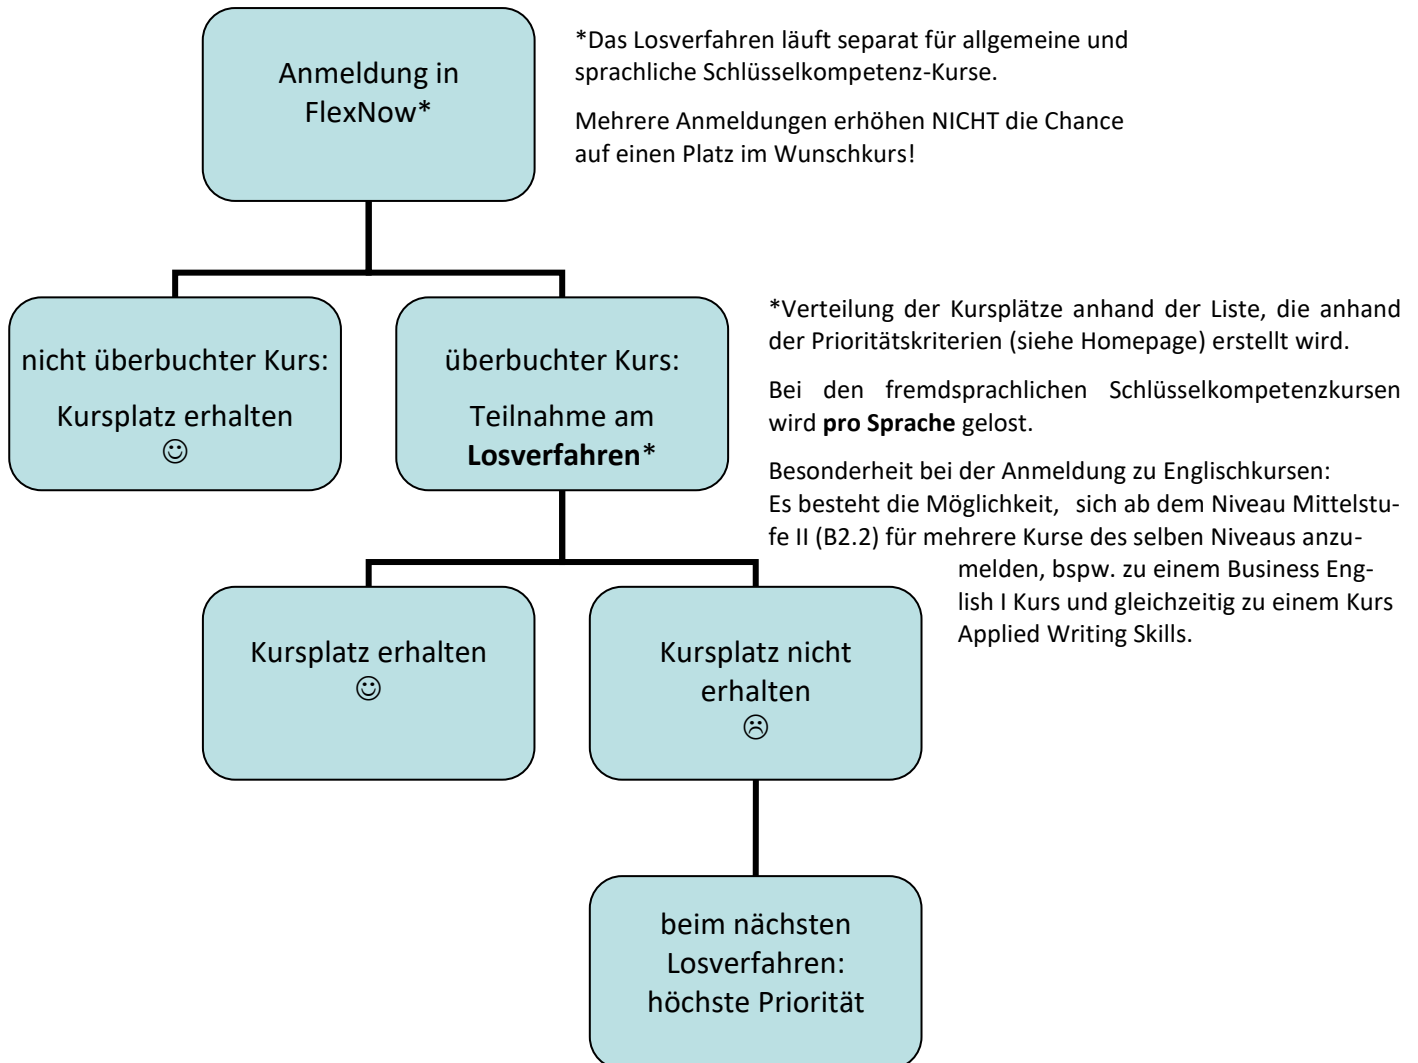 Anmeldung in
FlexNow*
*Das Losverfahren läuft separat für allgemeine und
sprachliche Schlüsselkompetenz-Kurse.
Mehrere Anmeldungen erhöhen NICHT die Chance
auf einen Platz im Wunschkurs!
nicht überbuchter Kurs:
Kursplatz erhalten
☺
überbuchter Kurs:
Teilnahme am
Losverfahren*
*Verteilung der Kursplätze anhand der Liste, die anhand
der Prioritätskriterien (siehe Homepage) erstellt wird.
Bei den fremdsprachlichen Schlüsselkompetenzkursen
wird pro Sprache gelost.
Besonderheit bei der Anmeldung zu Englischkursen:
Es besteht die Möglichkeit, sich ab dem Niveau Mittelstu-
fe II (B2.2) für mehrere Kurse des selben Niveaus anzu-
melden, bspw. zu einem Business Eng-
lish I Kurs und gleichzeitig zu einem Kurs
Applied Writing Skills.
Kursplatz erhalten
☺
Kursplatz nicht
erhalten
☹
beim nächsten
Losverfahren:
höchste Priorität